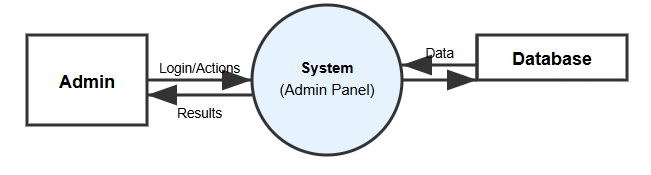 Admin
Login/Actions
Results
System
(Admin Panel)
Data
Database